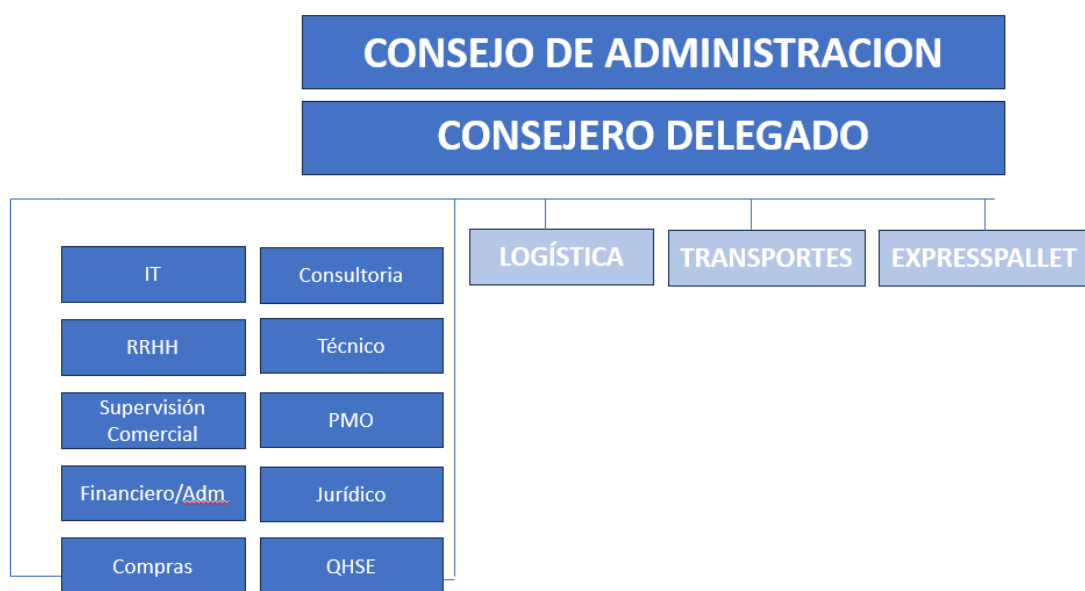 CONSEJO DE ADMINISTRACION
CONSEJERO DELEGADO
LOGÍSTICA
TRANSPORTES
EXPRESSPALLET
IT
Consultoria
RRHH
Técnico
Supervisión
Comercial
PMO
Financiero/Adm
Jurídico
Compras
QHSE